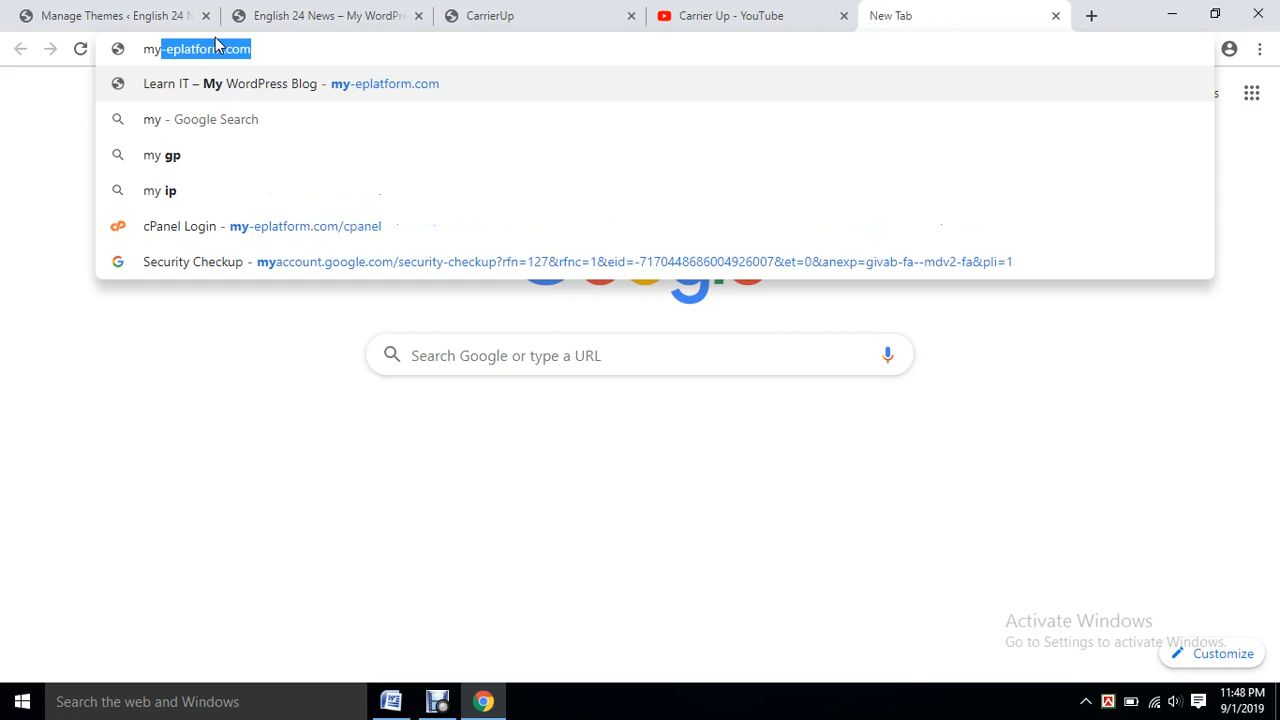 Manage Themes ‹ English 24 N
English 24 News – My WordPr
CarrierUp
Carrier Up - YouTube
New Tab
my-eplatform.com
Learn IT – My WordPress Blog - my-eplatform.com
my - Google Search
my gp
my ip
cPanel Login - my-eplatform.com/cpanel
Security Checkup - myaccount.google.com/security-checkup?rfn=127&rfnc=1&eid=-7170448686004926007&et=0&anexp=givab-fa--mdv2-fa&pli=1
Search Google or type a URL
Activate Windows
Go to Settings to activate Windows.
Customize
Search the web and Windows
11:48 PM
9/1/2019